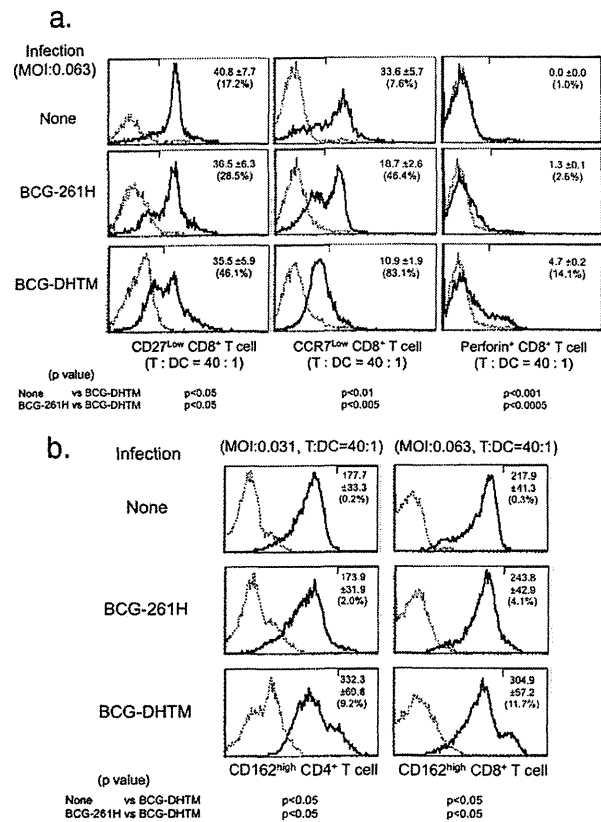 a.
Infection
(MOI:0.063)
None
40.8 ±7.7
(17.2%)
33.6 ±5.7
(7.6%)
0.0 ±0.0
(1.0%)
BCG-261H
36.5 ±6.3
(28.5%)
18.7 ±2.6
(46.4%)
1.3 ±0.1
(2.6%)
BCG-DHTM
35.5 ±5.9
(46.1%)
10.9 ±1.9
(83.1%)
4.7 ±0.2
(14.1%)
CD27Low CD8+ T cell
(T : DC = 40 : 1)
CCR7Low CD8+ T cell
(T : DC = 40 : 1)
Perforin+ CD8+ T cell
(T : DC = 40 : 1)
(p value)
None vs BCG-DHTM p<0.05 p<0.01 p<0.001
BCG-261H vs BCG-DHTM p<0.05 p<0.005 p<0.0005
b.
Infection
(MOI:0.031, T:DC=40:1)
(MOI:0.063, T:DC=40:1)
None
177.7
±33.3
(0.2%)
217.9
±41.3
(0.3%)
BCG-261H
173.9
±31.9
(2.0%)
243.8
±42.9
(4.1%)
BCG-DHTM
332.3
±60.8
(9.2%)
304.9
±57.2
(11.7%)
CD162high CD4+ T cell
CD162high CD8+ T cell
(p value)
None vs BCG-DHTM p<0.05 p<0.05
BCG-261H vs BCG-DHTM p<0.05 p<0.05